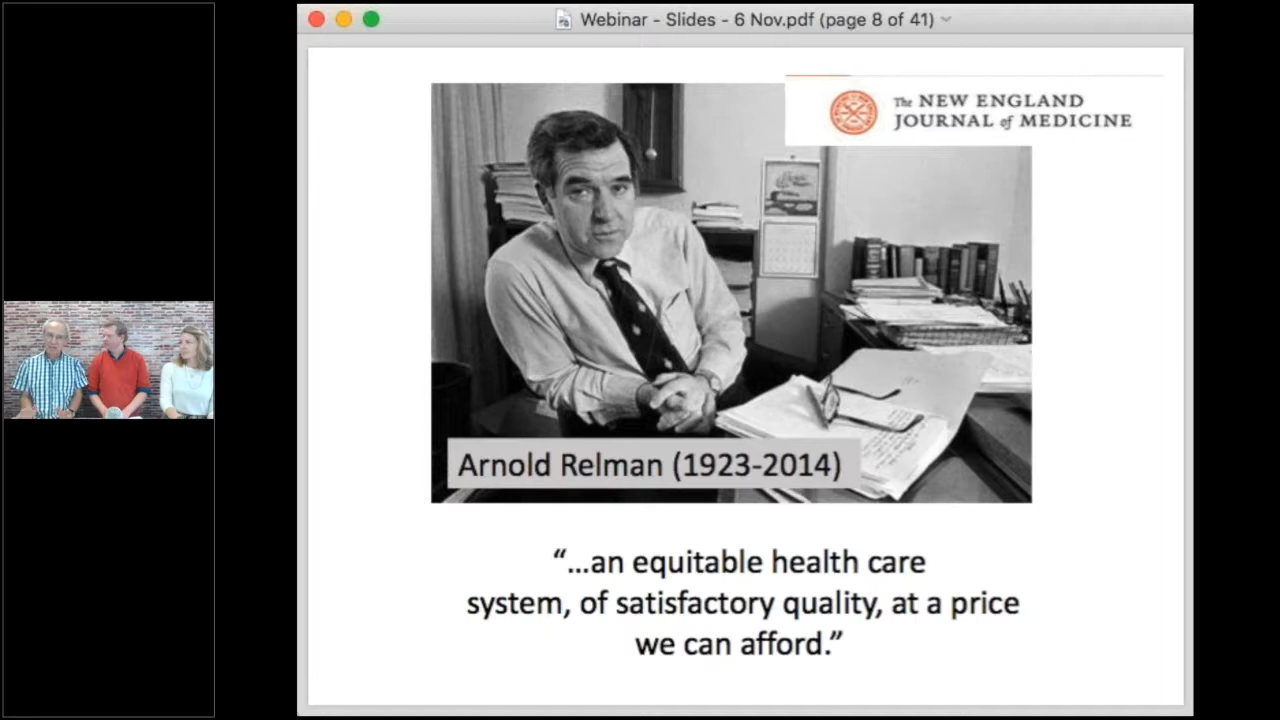 Webinar - Slides - 6 Nov.pdf (page 8 of 41)
The NEW ENGLAND
JOURNAL of MEDICINE
Arnold Relman (1923-2014)
“...an equitable health care
system, of satisfactory quality, at a price
we can afford.”